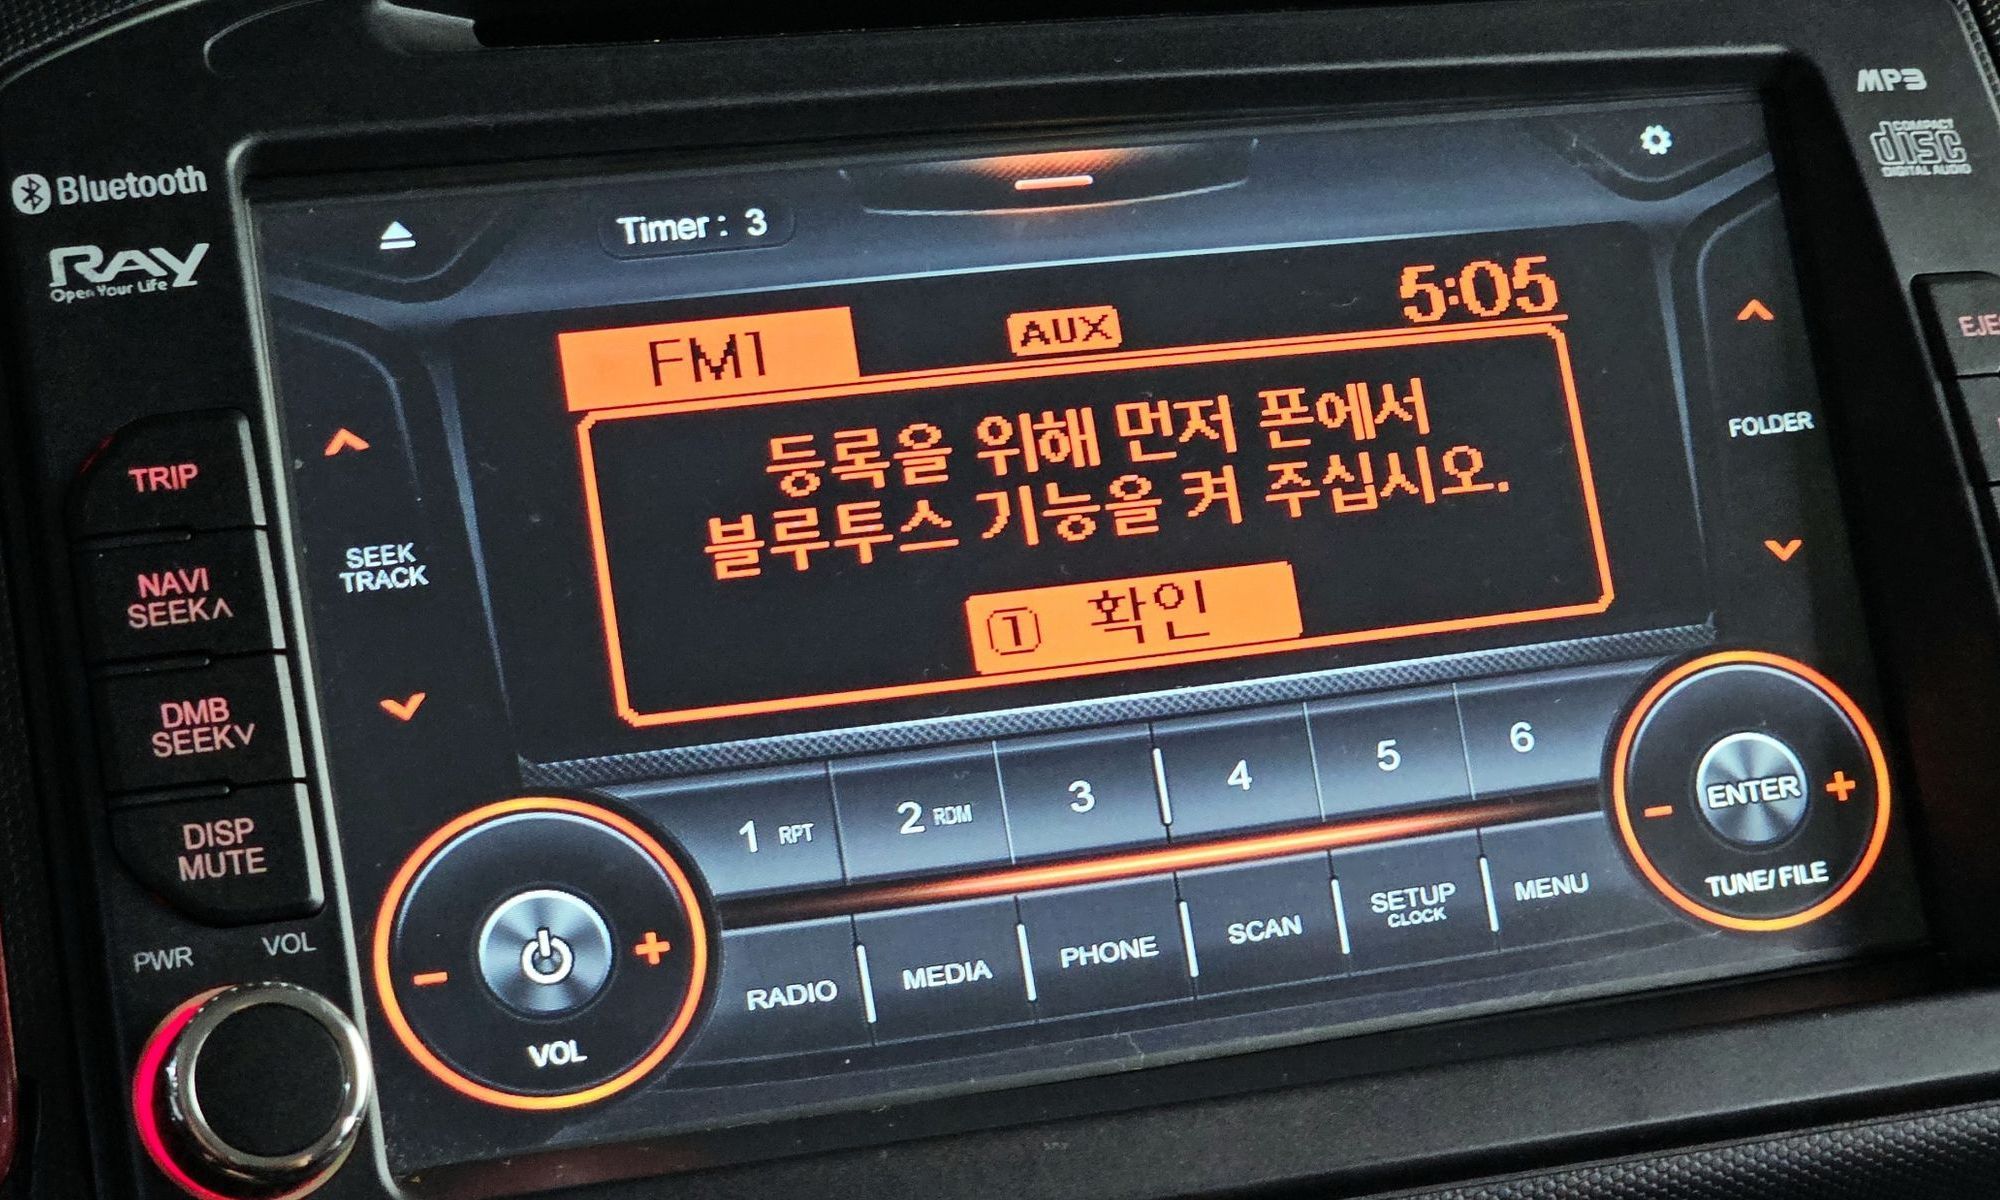 MP3
COMPACT
disc
DIGITAL AUDIO
Bluetooth
RAY
Open Your Life
Timer : 3
5:05
FM1
AUX
등록을 위해 먼저 폰에서
블루투스 기능을 켜 주십시오.
1 확인
TRIP
NAVI
SEEK∧
DMB
SEEK∨
DISP
MUTE
SEEK
TRACK
FOLDER
1 RPT
2 RDM
3
4
5
6
ENTER
- +
TUNE/FILE
PWR
VOL
- +
VOL
RADIO
MEDIA
PHONE
SCAN
SETUP
CLOCK
MENU